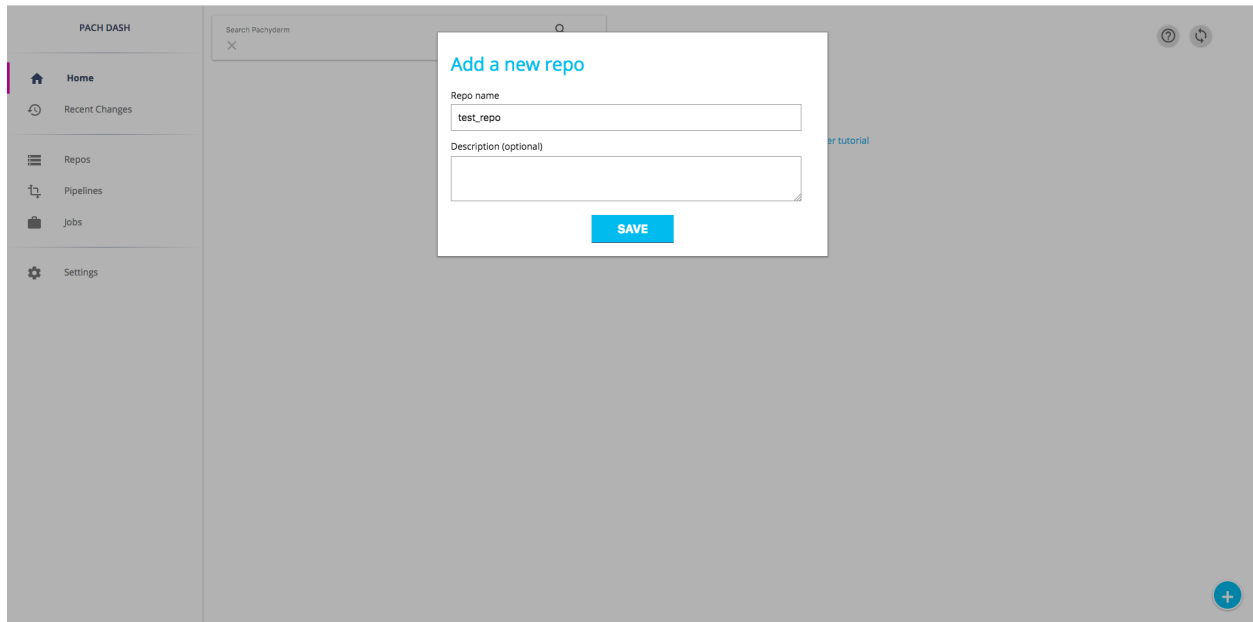 PACH DASH
Home
Recent Changes
Repos
Pipelines
Jobs
Settings
Search Pachyderm
Add a new repo
Repo name
test_repo
Description (optional)
SAVE
er tutorial